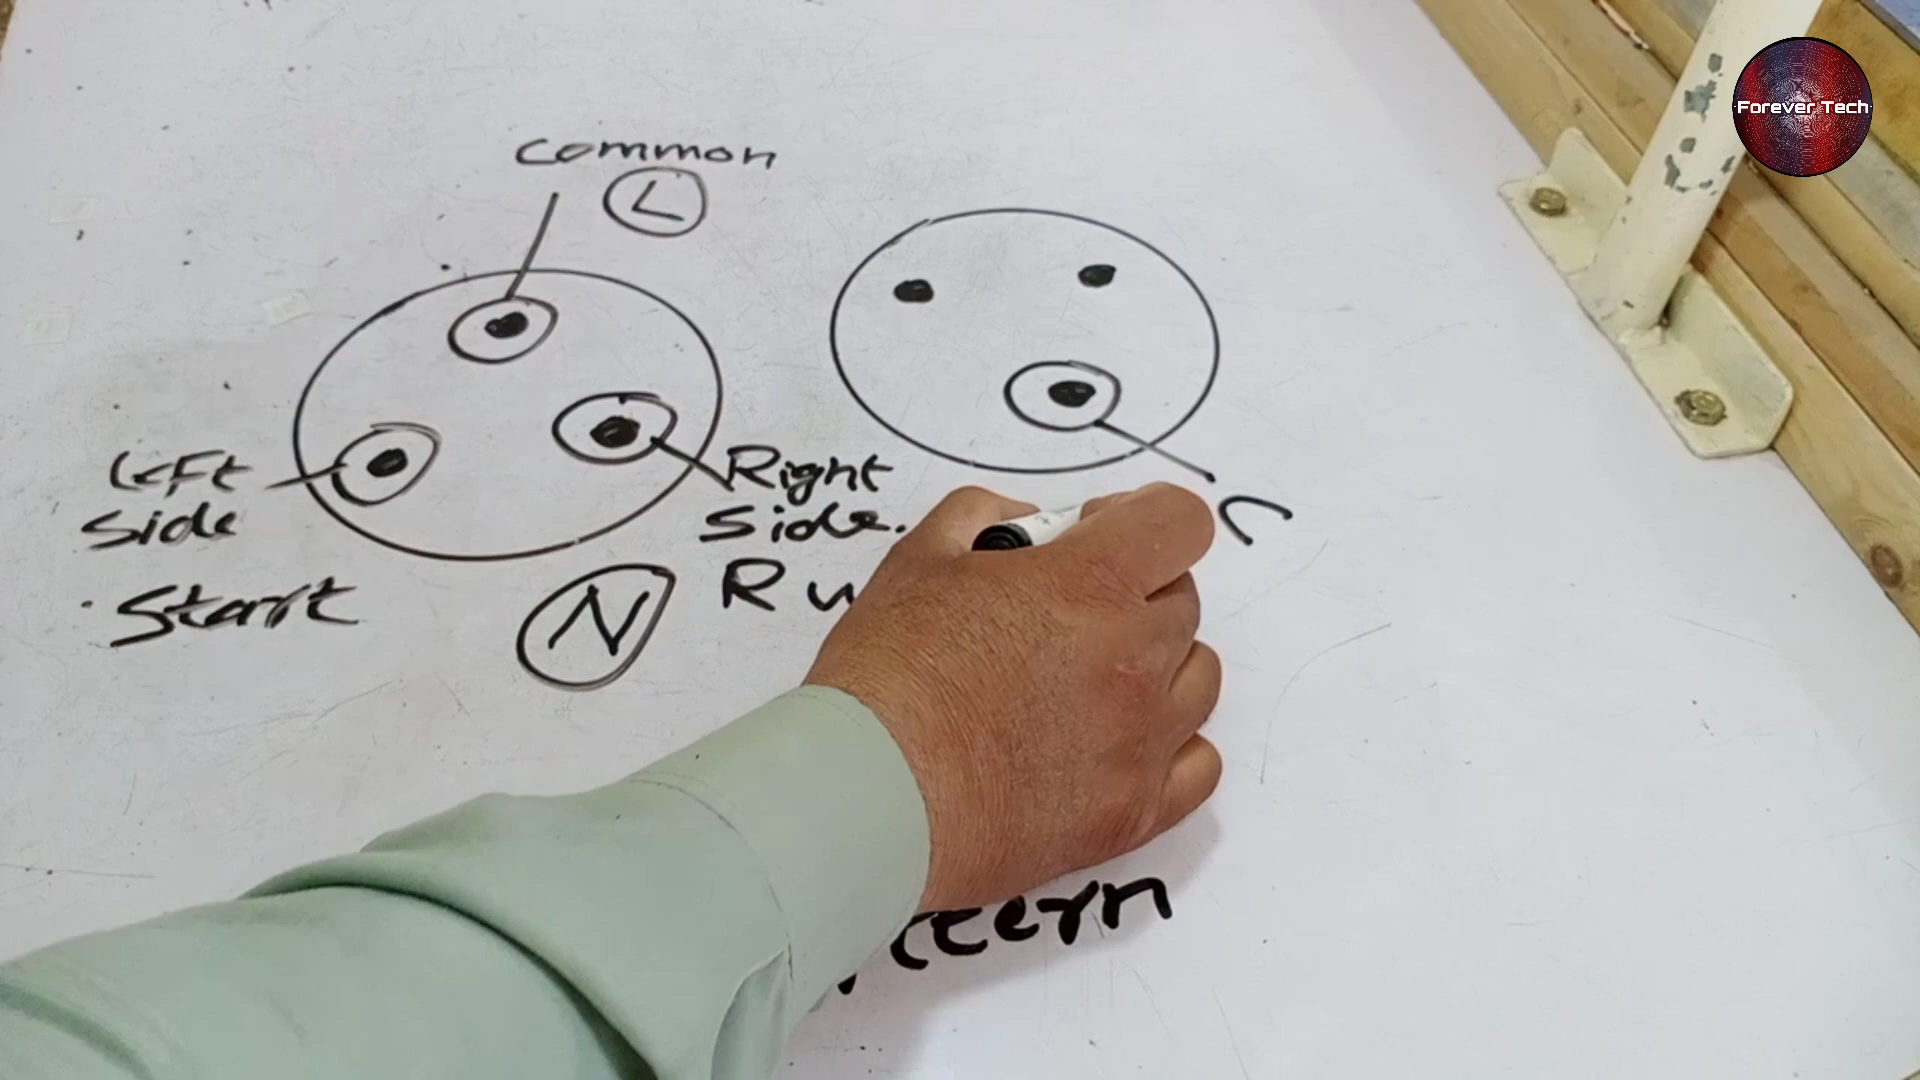 Forever Tech
Common
L
Left
Side
Start
Right
Side.
N
C